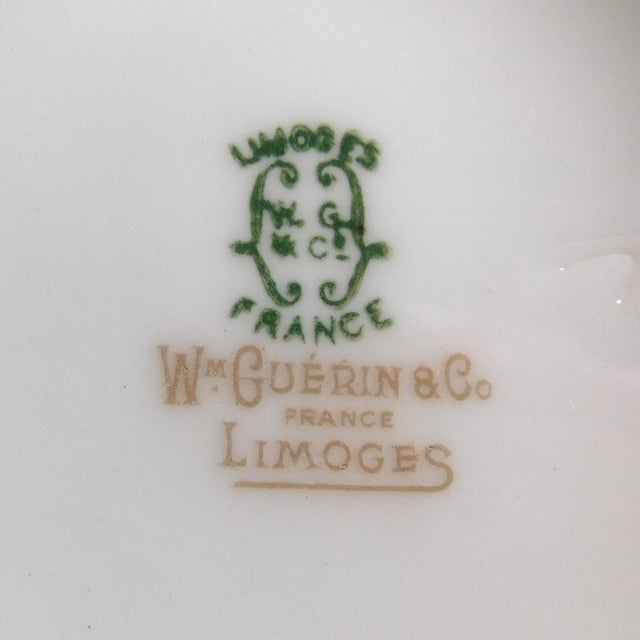 LIMOGES
W. G.
& Co.
FRANCE
WM. GUÉRIN & Co
FRANCE
LIMOGES